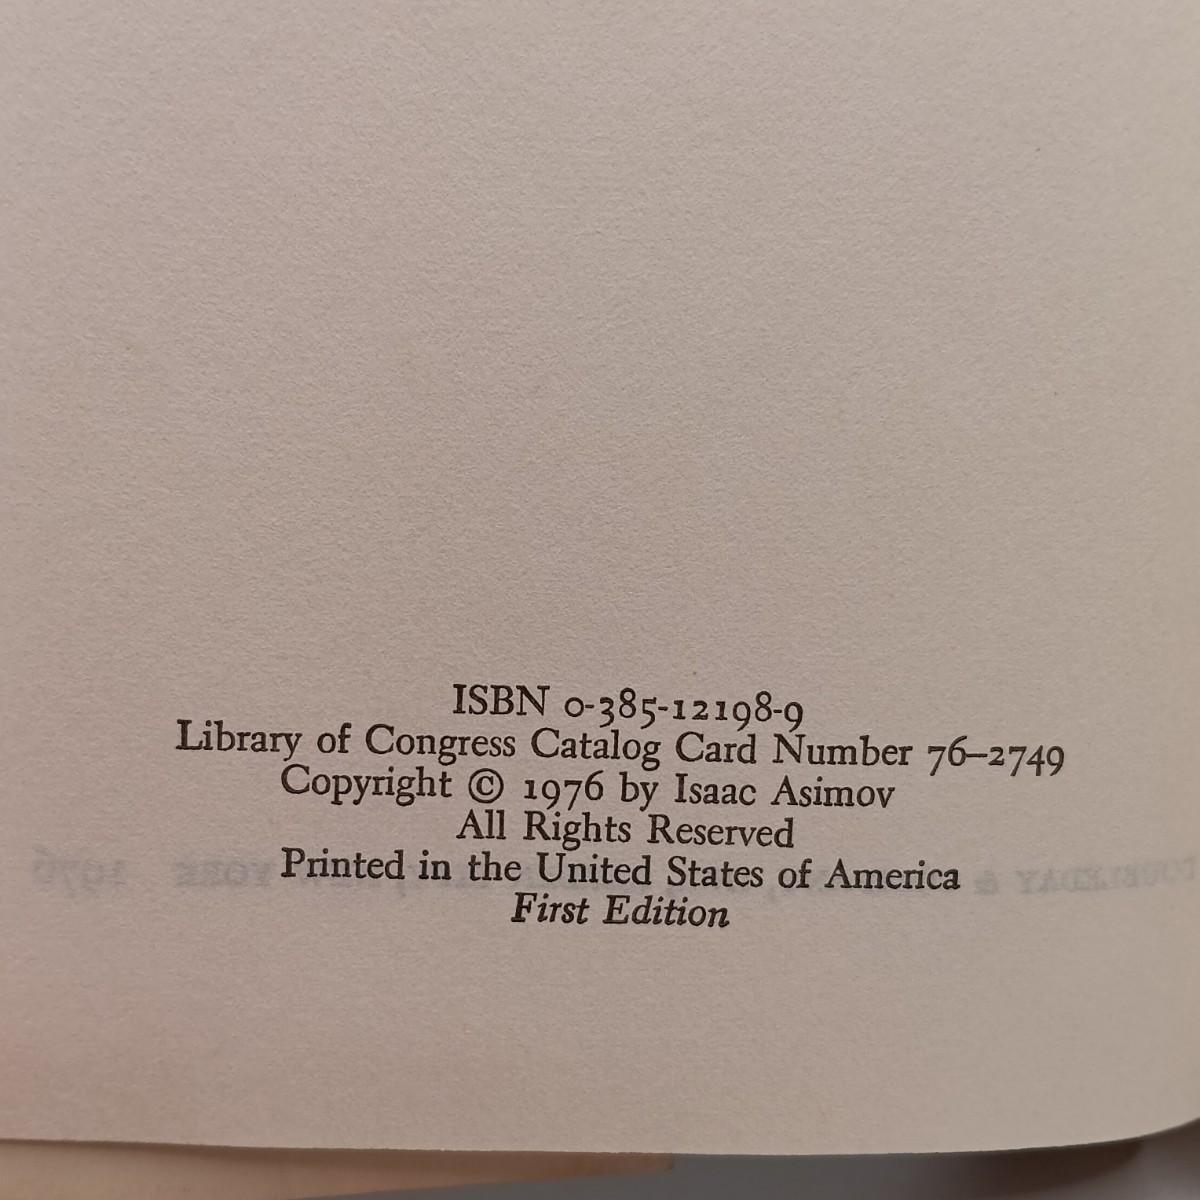 ISBN 0-385-12198-9
Library of Congress Catalog Card Number 76–2749
Copyright © 1976 by Isaac Asimov
All Rights Reserved
Printed in the United States of America
First Edition